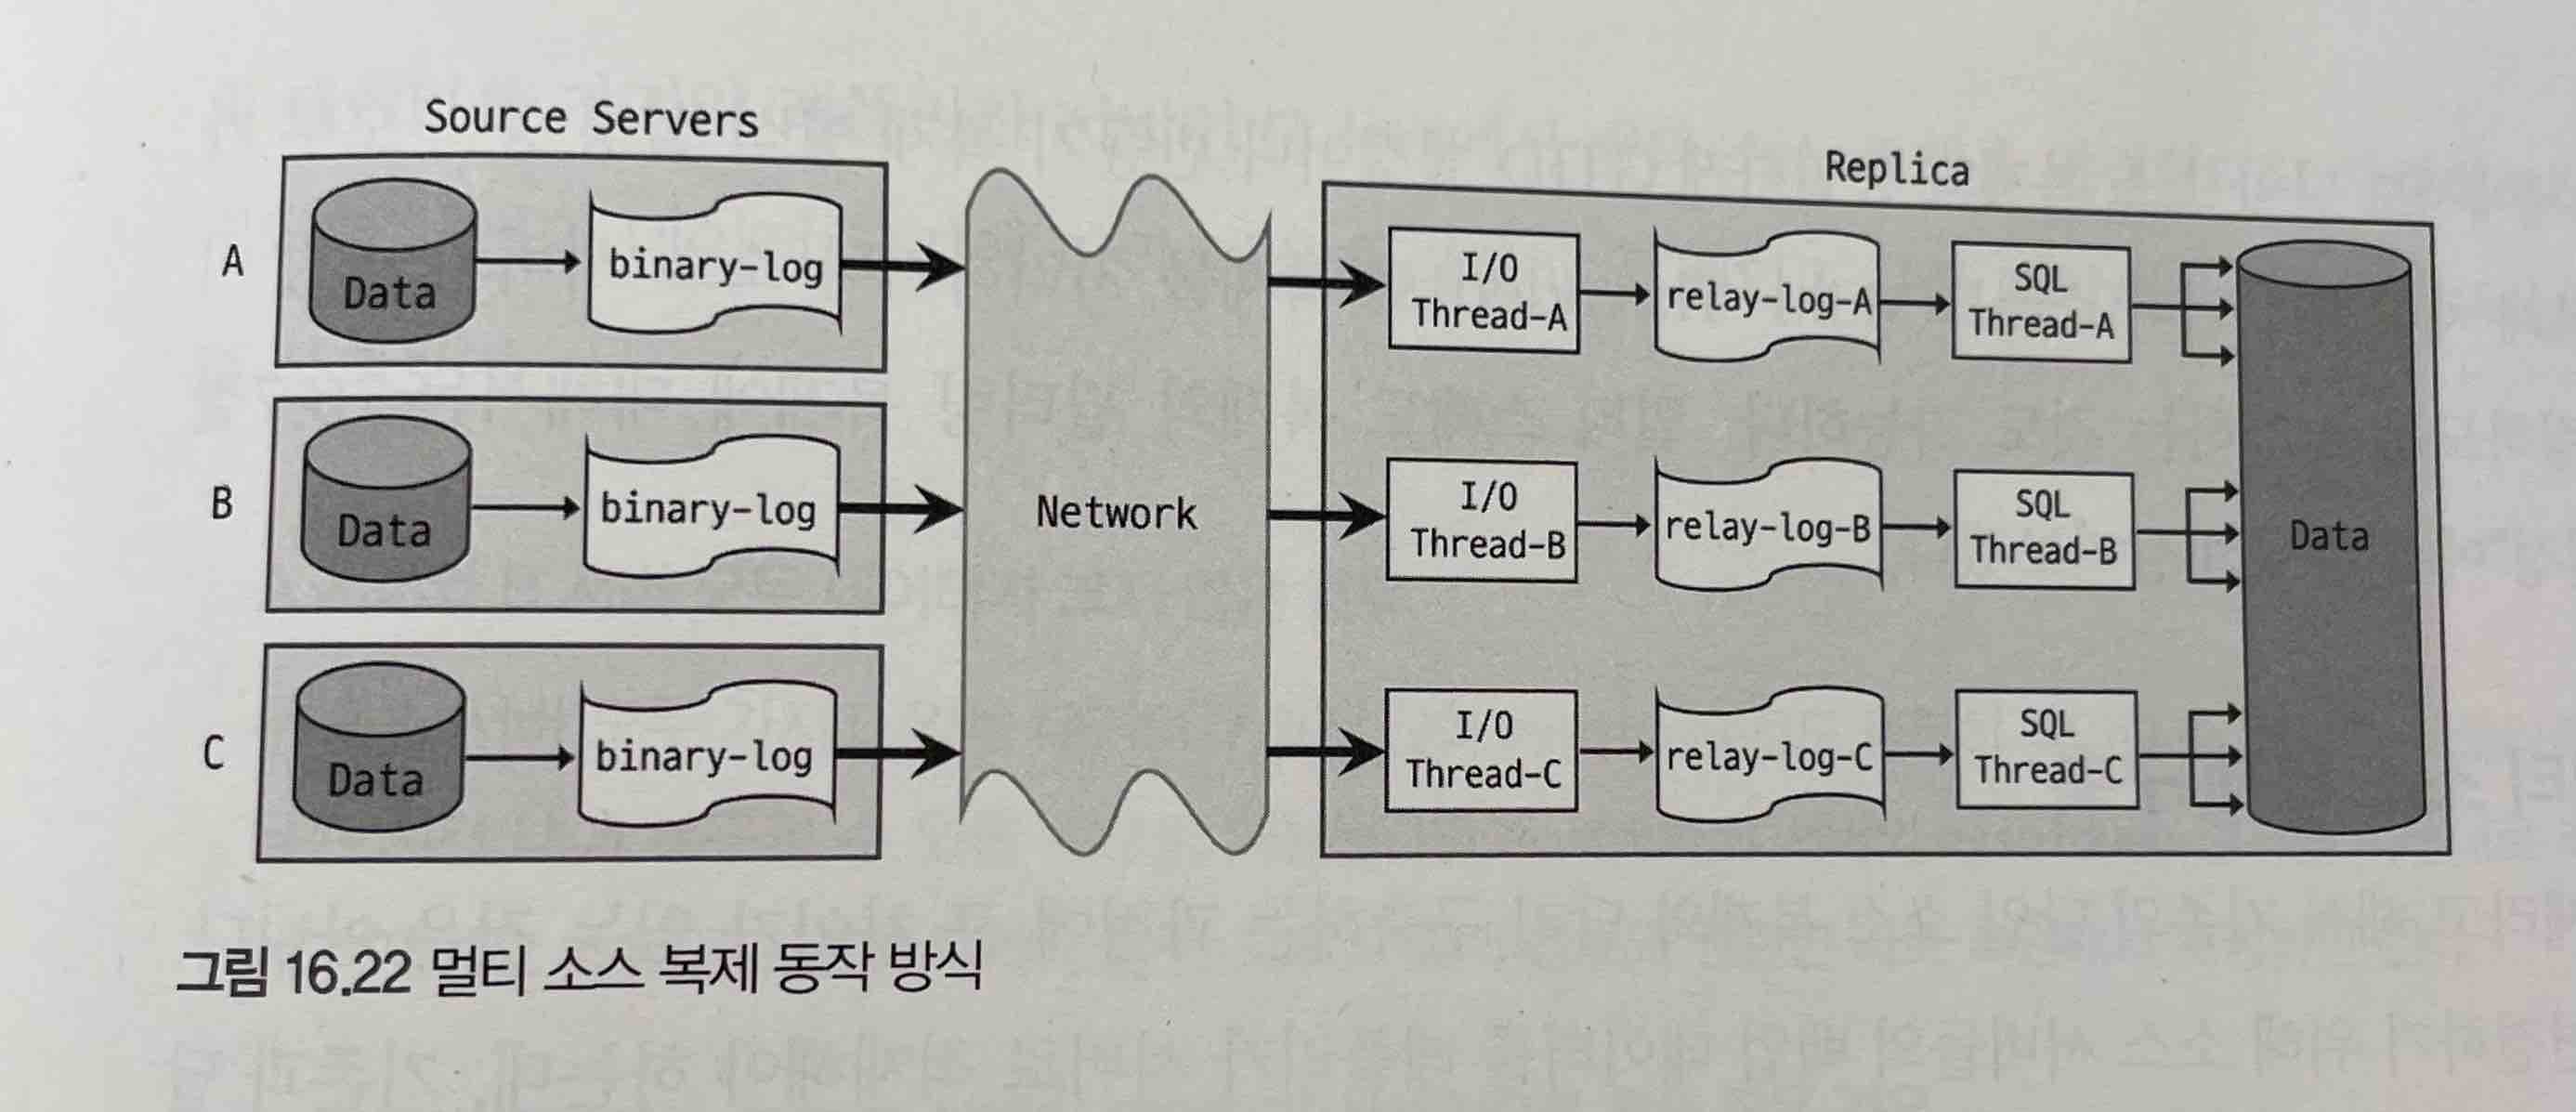 Source Servers
Replica
A
Data
binary-log
B
Data
binary-log
C
Data
binary-log
Network
I/O
Thread-A
relay-log-A
SQL
Thread-A
I/O
Thread-B
relay-log-B
SQL
Thread-B
I/O
Thread-C
relay-log-C
SQL
Thread-C
Data
그림 16.22 멀티 소스 복제 동작 방식